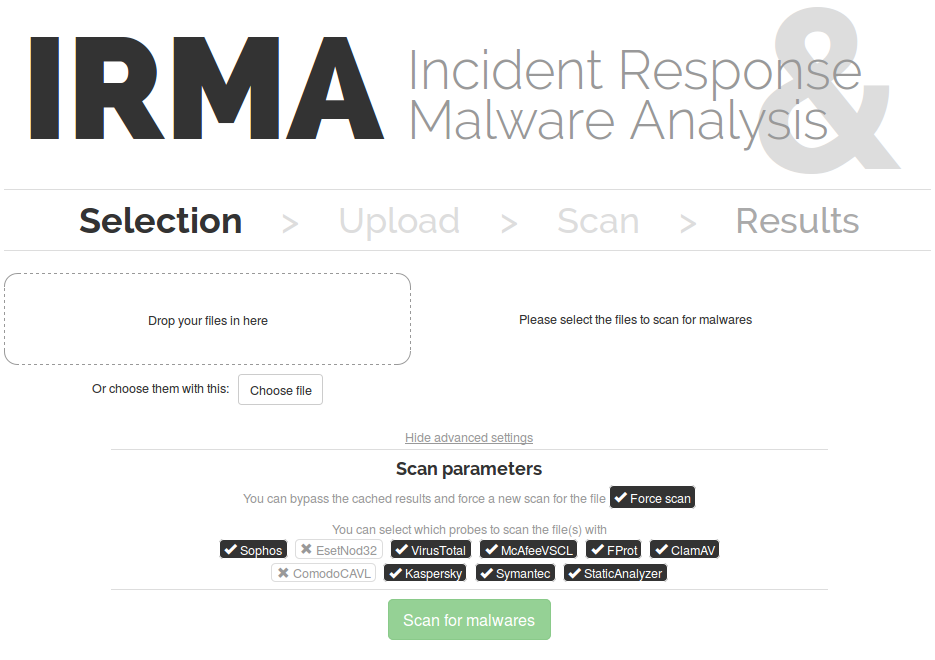 IRMA
Incident Response &
Malware Analysis
Selection > Upload > Scan > Results
Drop your files in here
Please select the files to scan for malwares
Or choose them with this: Choose file
Hide advanced settings
Scan parameters
You can bypass the cached results and force a new scan for the file ✔ Force scan
You can select which probes to scan the file(s) with
✔ Sophos ✖ EsetNod32 ✔ VirusTotal ✔ McAfeeVSCL ✔ FProt ✔ ClamAV
✖ ComodoCAVL ✔ Kaspersky ✔ Symantec ✔ StaticAnalyzer
Scan for malwares